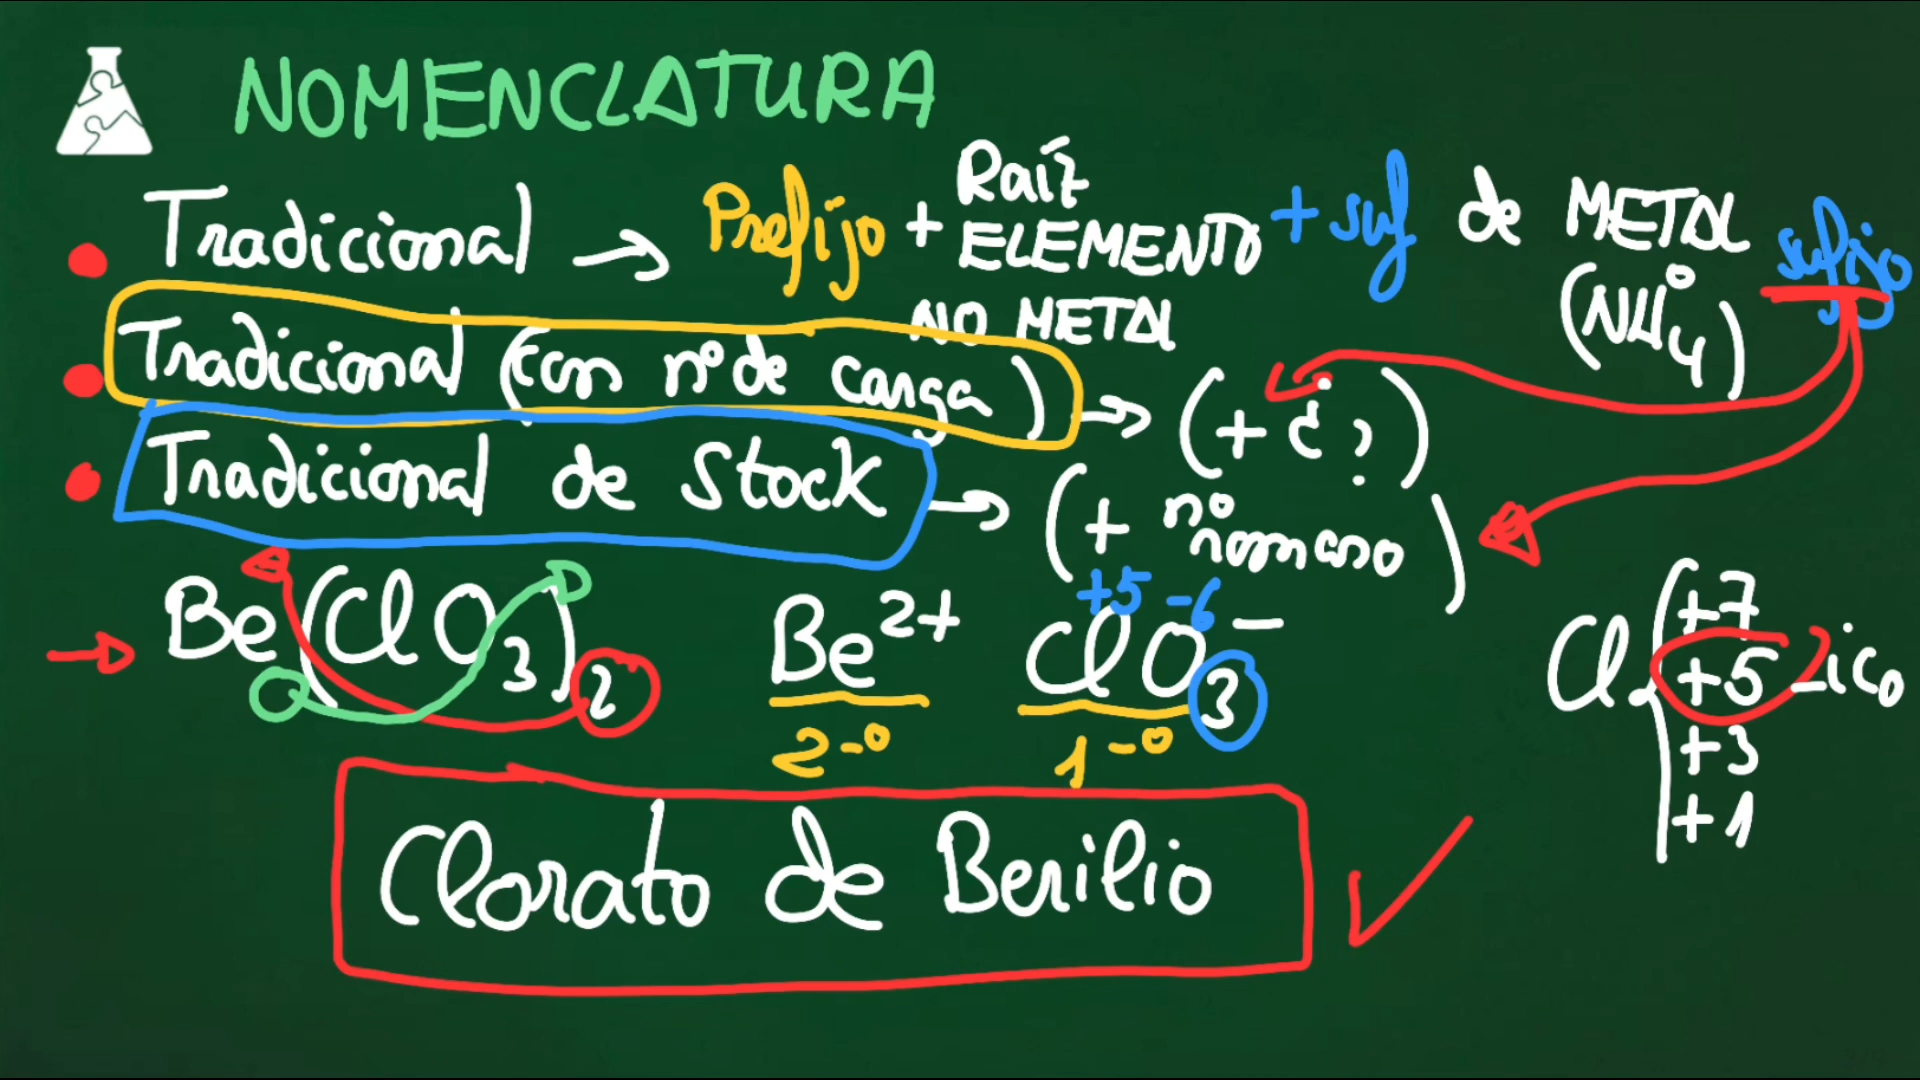 NOMENCLATURA
Tradicional → Prefijo + Raíz ELEMENTO NO METAL + suf de METAL (NH4) sufijo
Tradicional (con nº de carga) → (+ ¿?)
Tradicional de Stock → (+ nº romano)
→ Be(ClO3)2
Be2+
2-º
+5 -6
ClO3−
1-º
Cl
+7
+5 -ico
+3
+1
Clorato de Berilio